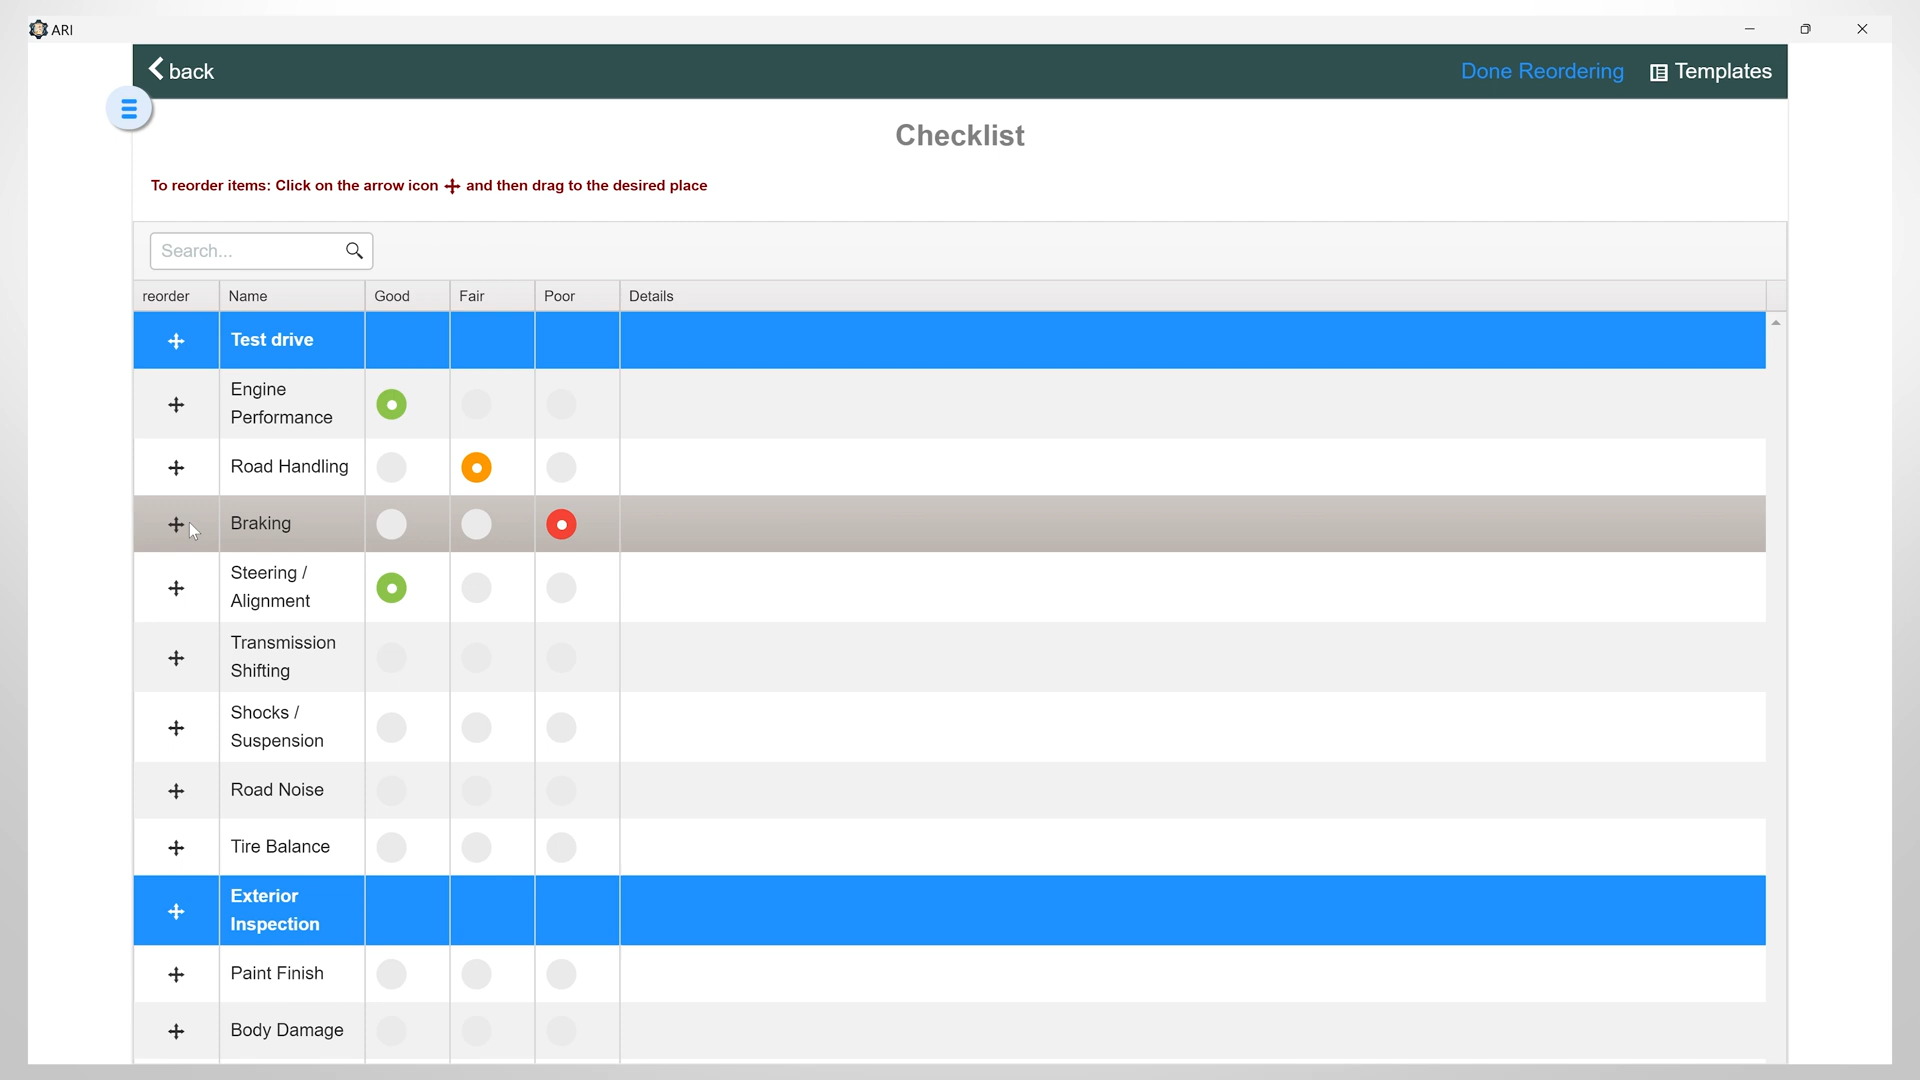 ARI
back
Done Reordering
Templates
Checklist
To reorder items: Click on the arrow icon and then drag to the desired place
Search...
reorder Name Good Fair Poor Details
Test drive
Engine
Performance
Road Handling
Braking
Steering /
Alignment
Transmission
Shifting
Shocks /
Suspension
Road Noise
Tire Balance
Exterior
Inspection
Paint Finish
Body Damage